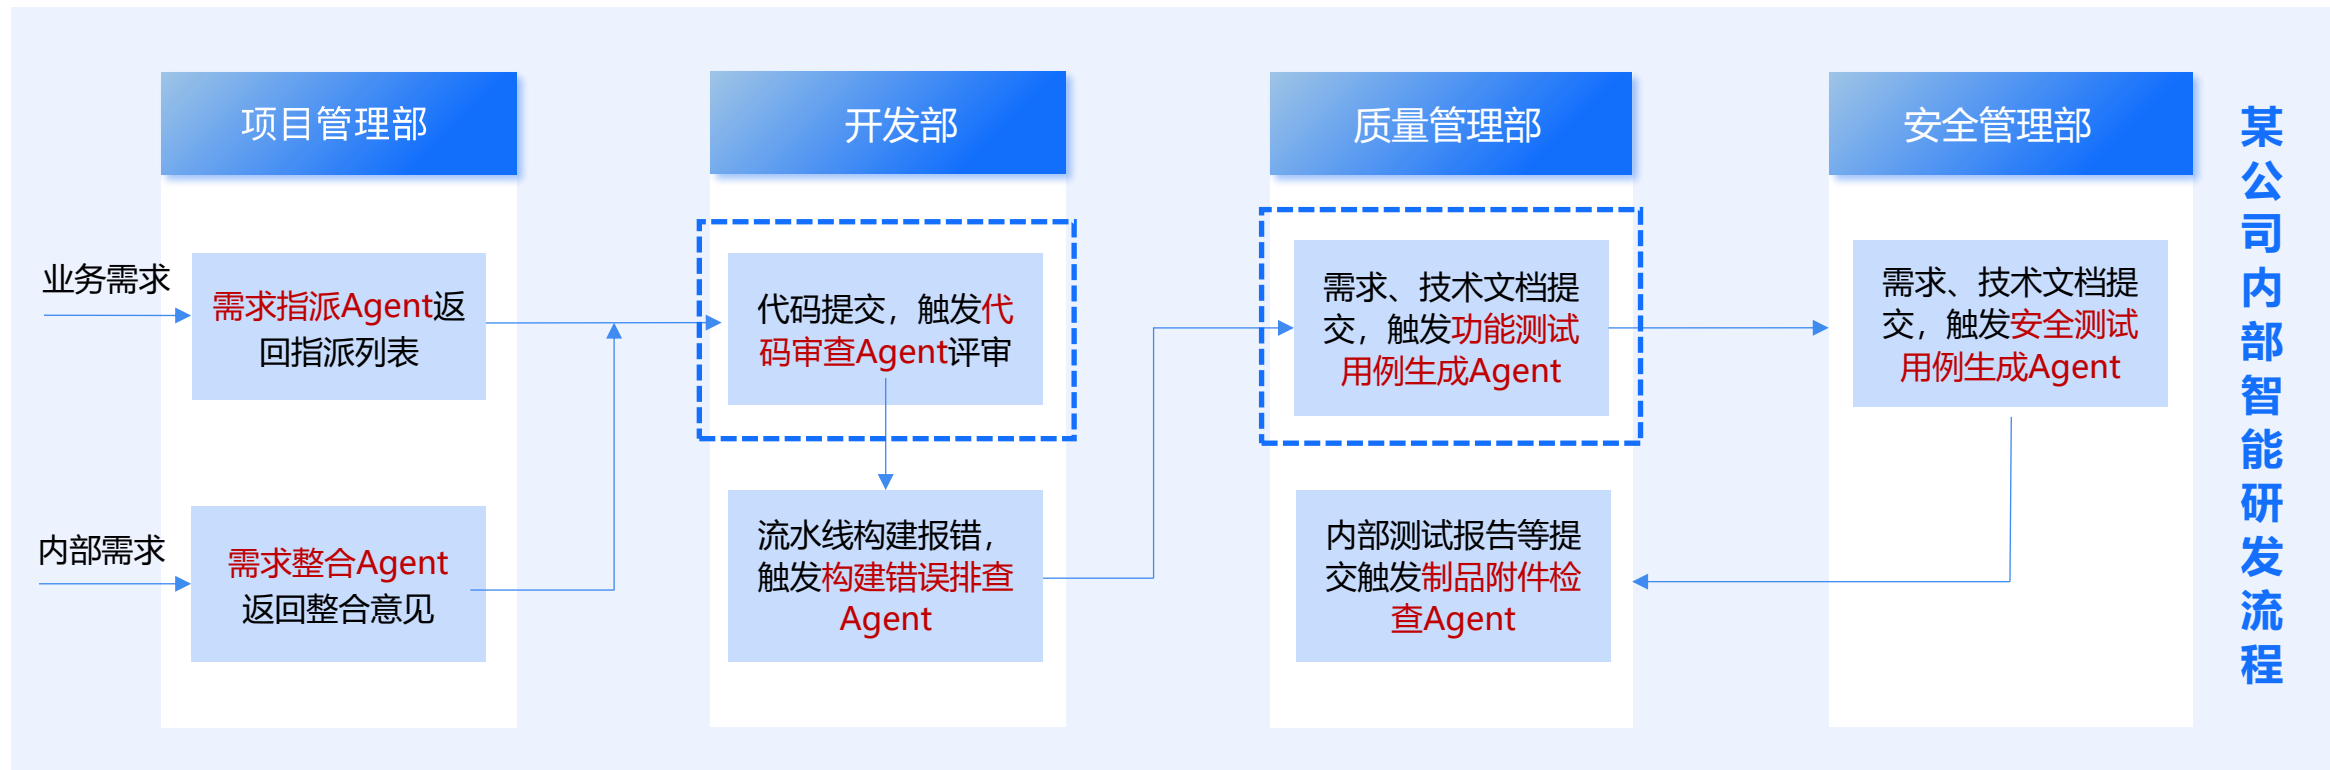 项目管理部
开发部
质量管理部
安全管理部
业务需求
需求指派Agent返
回指派列表
内部需求
需求整合Agent
返回整合意见
代码提交，触发代
码审查Agent评审
流水线构建报错，
触发构建错误排查
Agent
需求、技术文档提
交，触发功能测试
用例生成Agent
内部测试报告等提
交触发制品附件检
查Agent
需求、技术文档提
交，触发安全测试
用例生成Agent
某公司内部智能研发流程